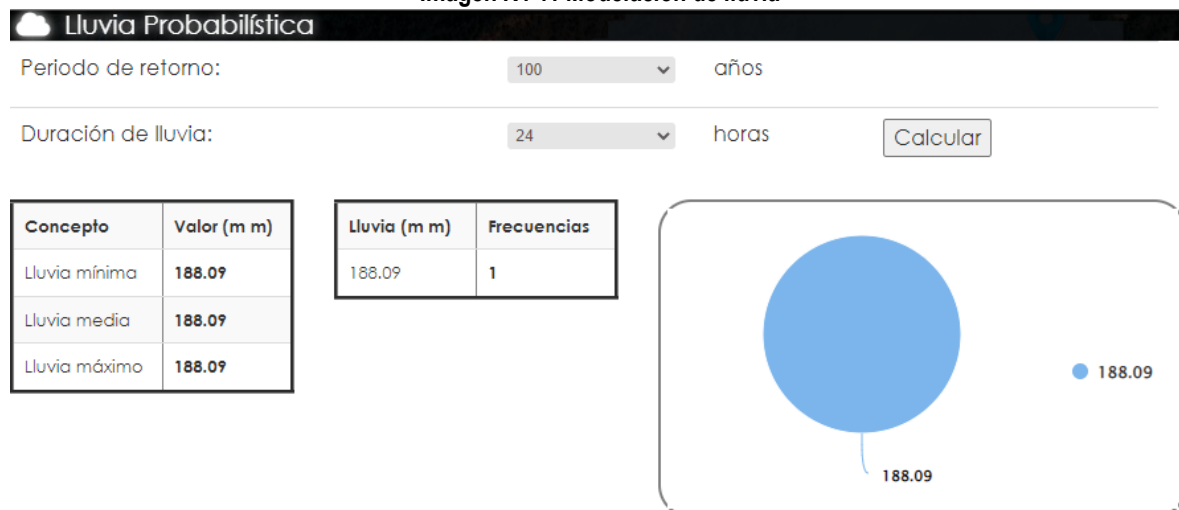 Lluvia Probabilística
Periodo de retorno: 100 años
Duración de lluvia: 24 horas Calcular
Concepto Valor (m m)
Lluvia mínima 188.09
Lluvia media 188.09
Lluvia máximo 188.09
Lluvia (m m) Frecuencias
188.09 1
188.09
188.09